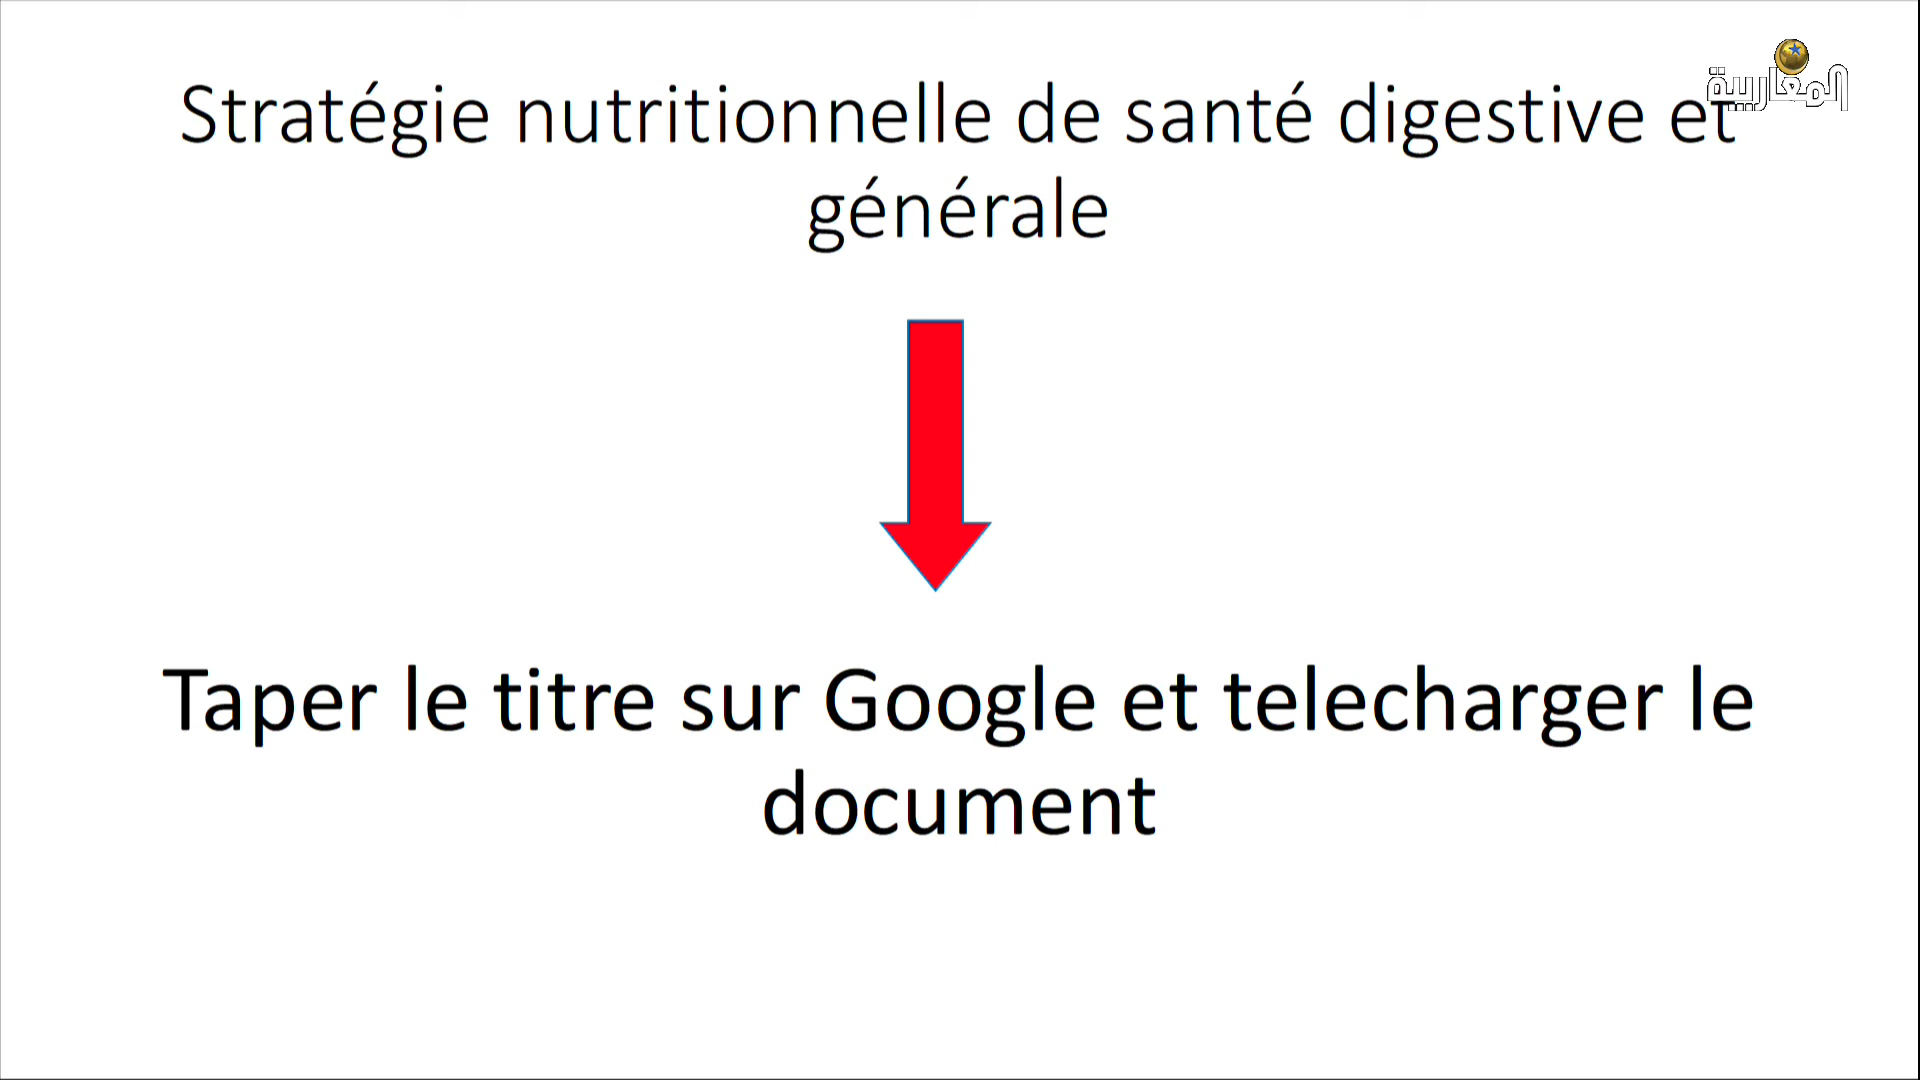 المغاربية
Stratégie nutritionnelle de santé digestive et
générale
Taper le titre sur Google et telecharger le
document